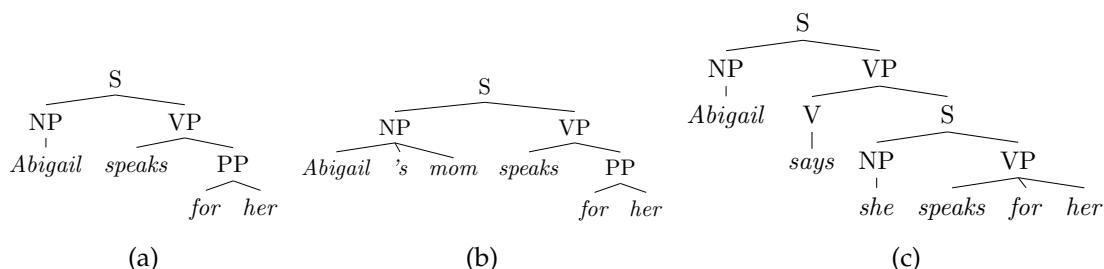 S
NP VP
Abigail speaks PP
for her
(a)
S
NP VP
Abigail 's mom speaks PP
for her
(b)
S
NP VP
Abigail V S
says NP VP
she speaks for her
(c)